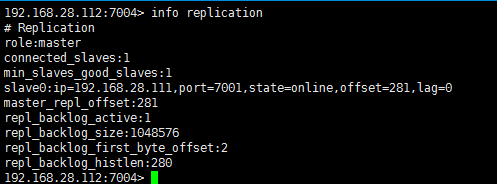 192.168.28.112:7004> info replication
# Replication
role:master
connected_slaves:1
min_slaves_good_slaves:1
slave0:ip=192.168.28.111,port=7001,state=online,offset=281,lag=0
master_repl_offset:281
repl_backlog_active:1
repl_backlog_size:1048576
repl_backlog_first_byte_offset:2
repl_backlog_histlen:280
192.168.28.112:7004>